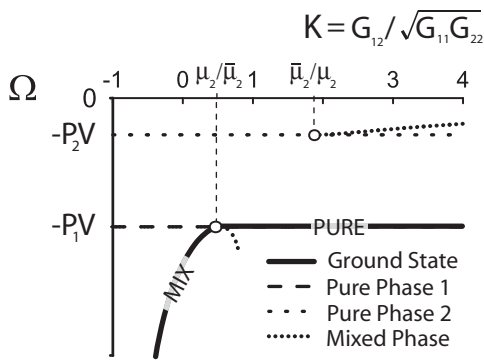 K = G₁₂ / √G₁₁G₂₂
μ₂/μ̄₂ μ̄₂/μ₂
-1 0 1 3 4
Ω 0
-P₂V
-P₁V
PURE
MIX
Ground State
Pure Phase 1
Pure Phase 2
Mixed Phase